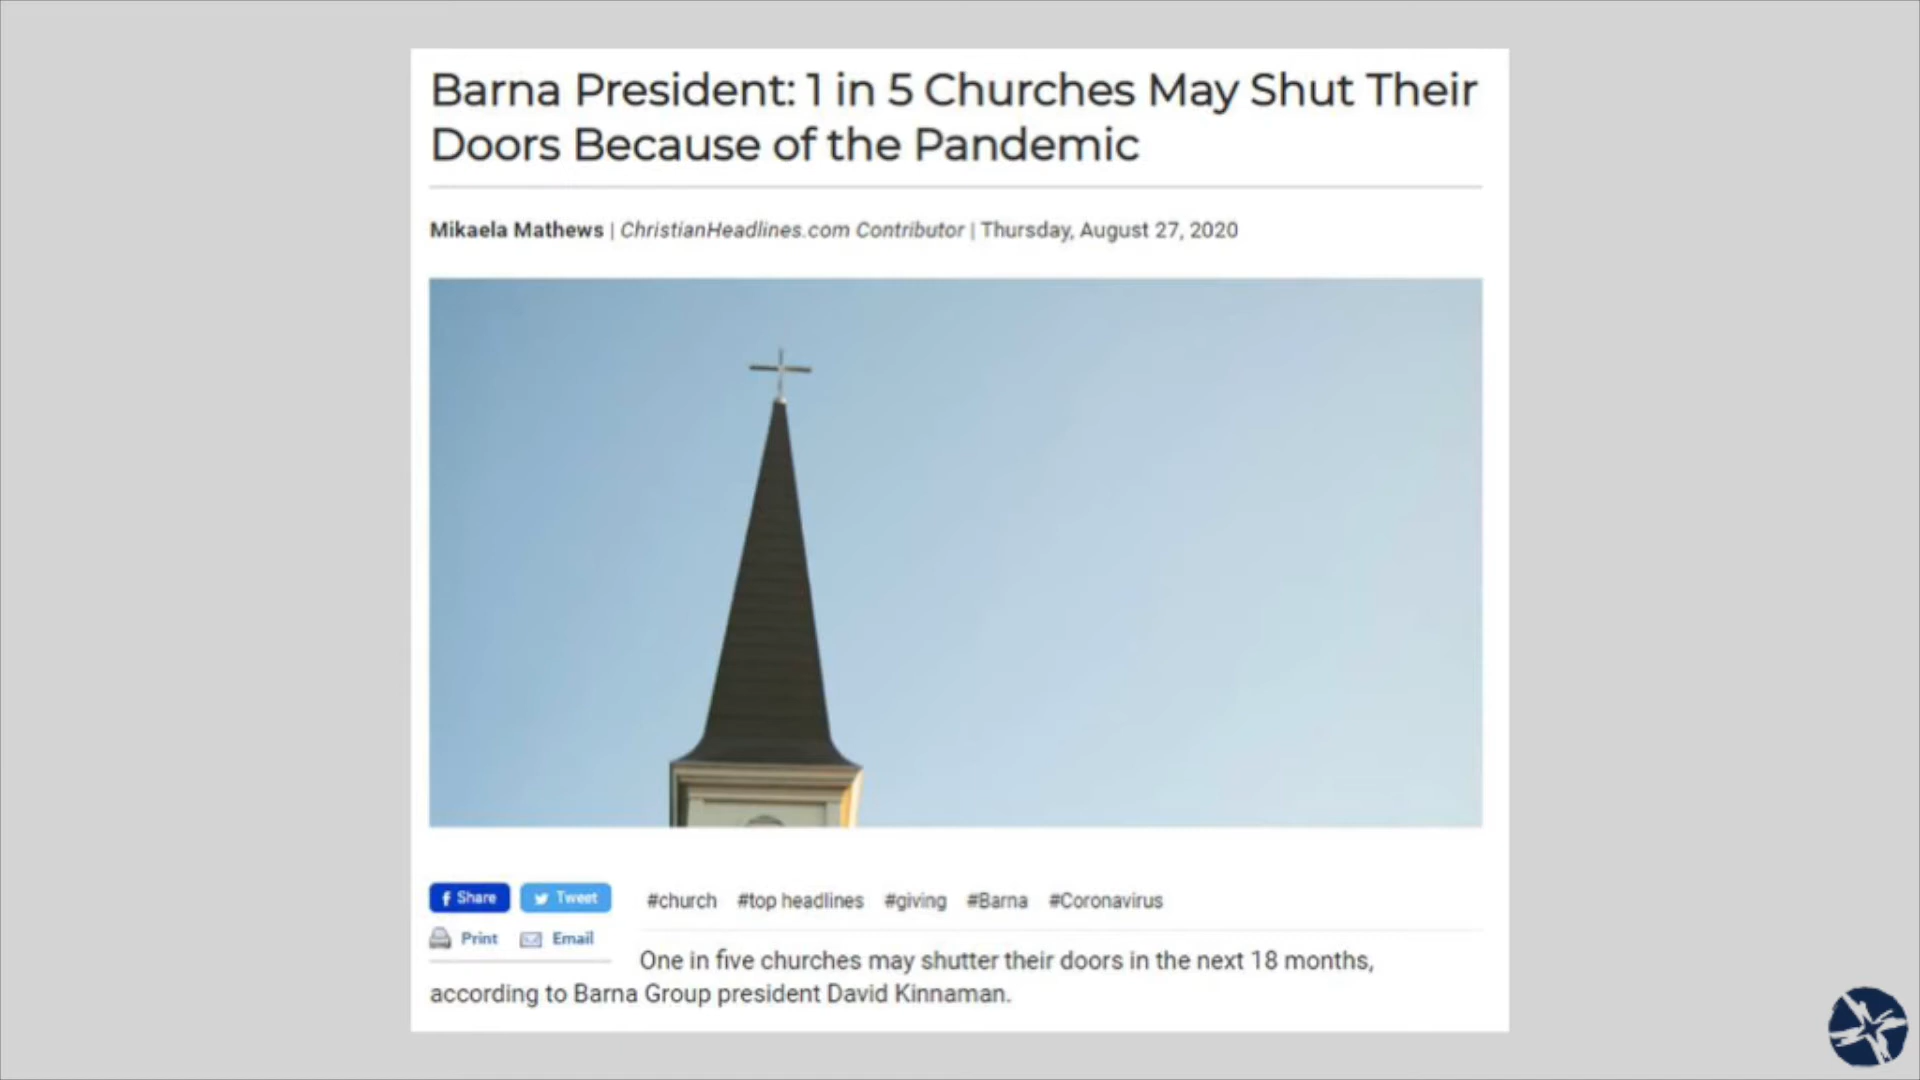 Barna President: 1 in 5 Churches May Shut Their
Doors Because of the Pandemic
Mikaela Mathews | ChristianHeadlines.com Contributor | Thursday, August 27, 2020
Share Tweet #church #top headlines #giving #Barna #Coronavirus
Print Email
One in five churches may shutter their doors in the next 18 months,
according to Barna Group president David Kinnaman.